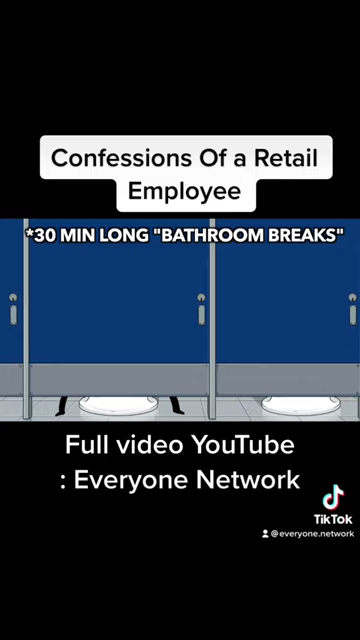 Confessions Of a Retail
Employee
*30 MIN LONG "BATHROOM BREAKS"
Full video YouTube
: Everyone Network
TikTok
@everyone.network